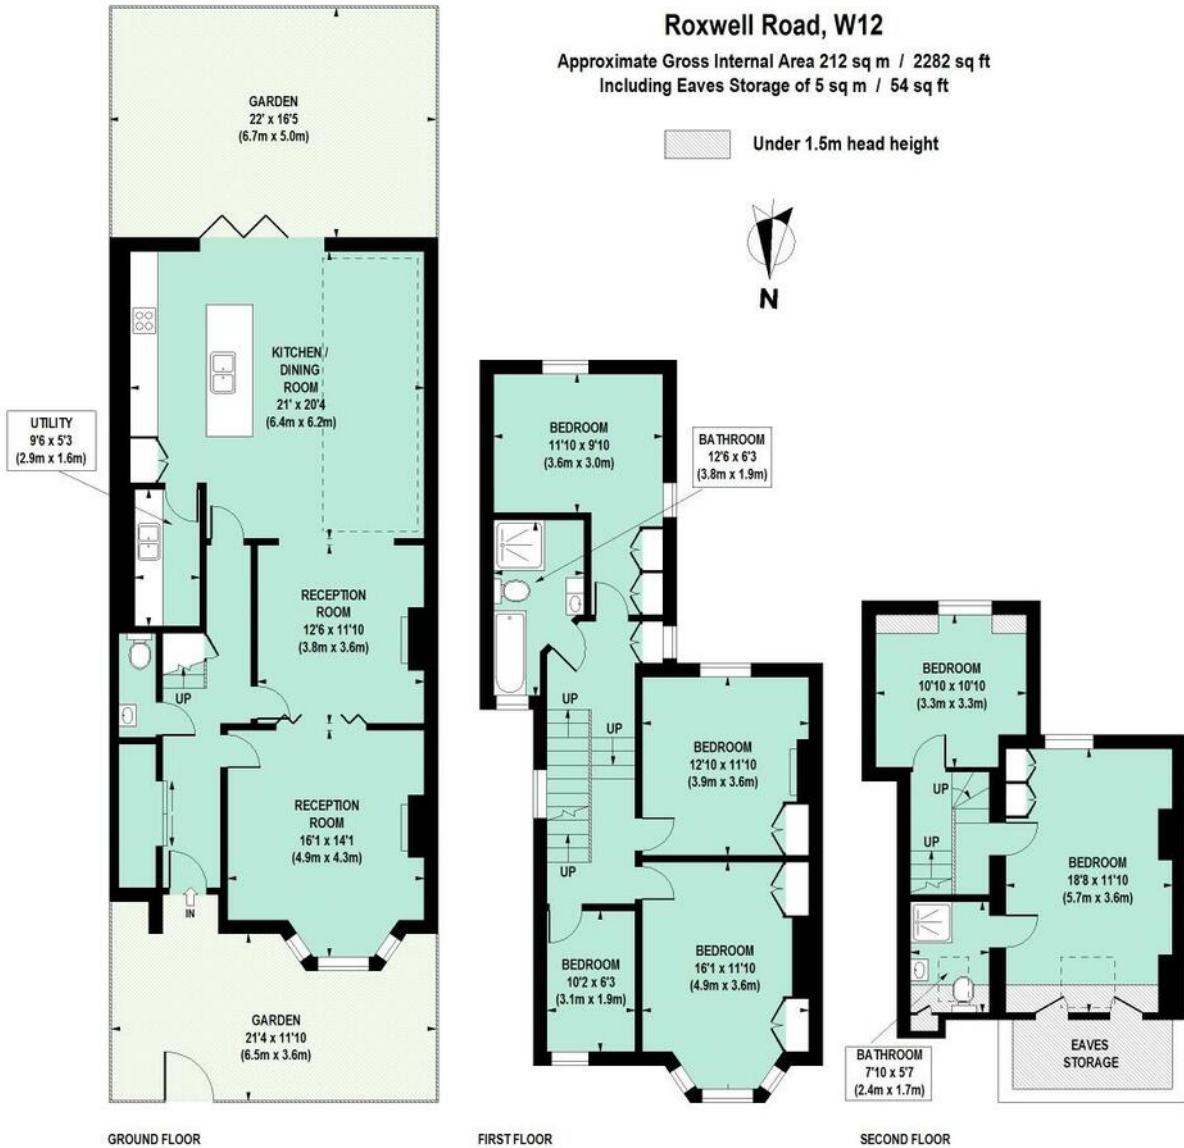 Roxwell Road, W12
Approximate Gross Internal Area 212 sq m / 2282 sq ft
Including Eaves Storage of 5 sq m / 54 sq ft
Under 1.5m head height
N
GARDEN
22' x 16'5
(6.7m x 5.0m)
KITCHEN /
DINING
ROOM
21' x 20'4
(6.4m x 6.2m)
UTILITY
9'6 x 5'3
(2.9m x 1.6m)
RECEPTION
ROOM
12'6 x 11'10
(3.8m x 3.6m)
UP
RECEPTION
ROOM
16'1 x 14'1
(4.9m x 4.3m)
IN
GARDEN
21'4 x 11'10
(6.5m x 3.6m)
GROUND FLOOR
BEDROOM
11'10 x 9'10
(3.6m x 3.0m)
BATHROOM
12'6 x 6'3
(3.8m x 1.9m)
UP
UP
BEDROOM
12'10 x 11'10
(3.9m x 3.6m)
UP
BEDROOM
10'2 x 6'3
(3.1m x 1.9m)
BEDROOM
16'1 x 11'10
(4.9m x 3.6m)
FIRST FLOOR
BEDROOM
10'10 x 10'10
(3.3m x 3.3m)
UP
UP
BEDROOM
18'8 x 11'10
(5.7m x 3.6m)
BATHROOM
7'10 x 5'7
(2.4m x 1.7m)
EAVES
STORAGE
SECOND FLOOR